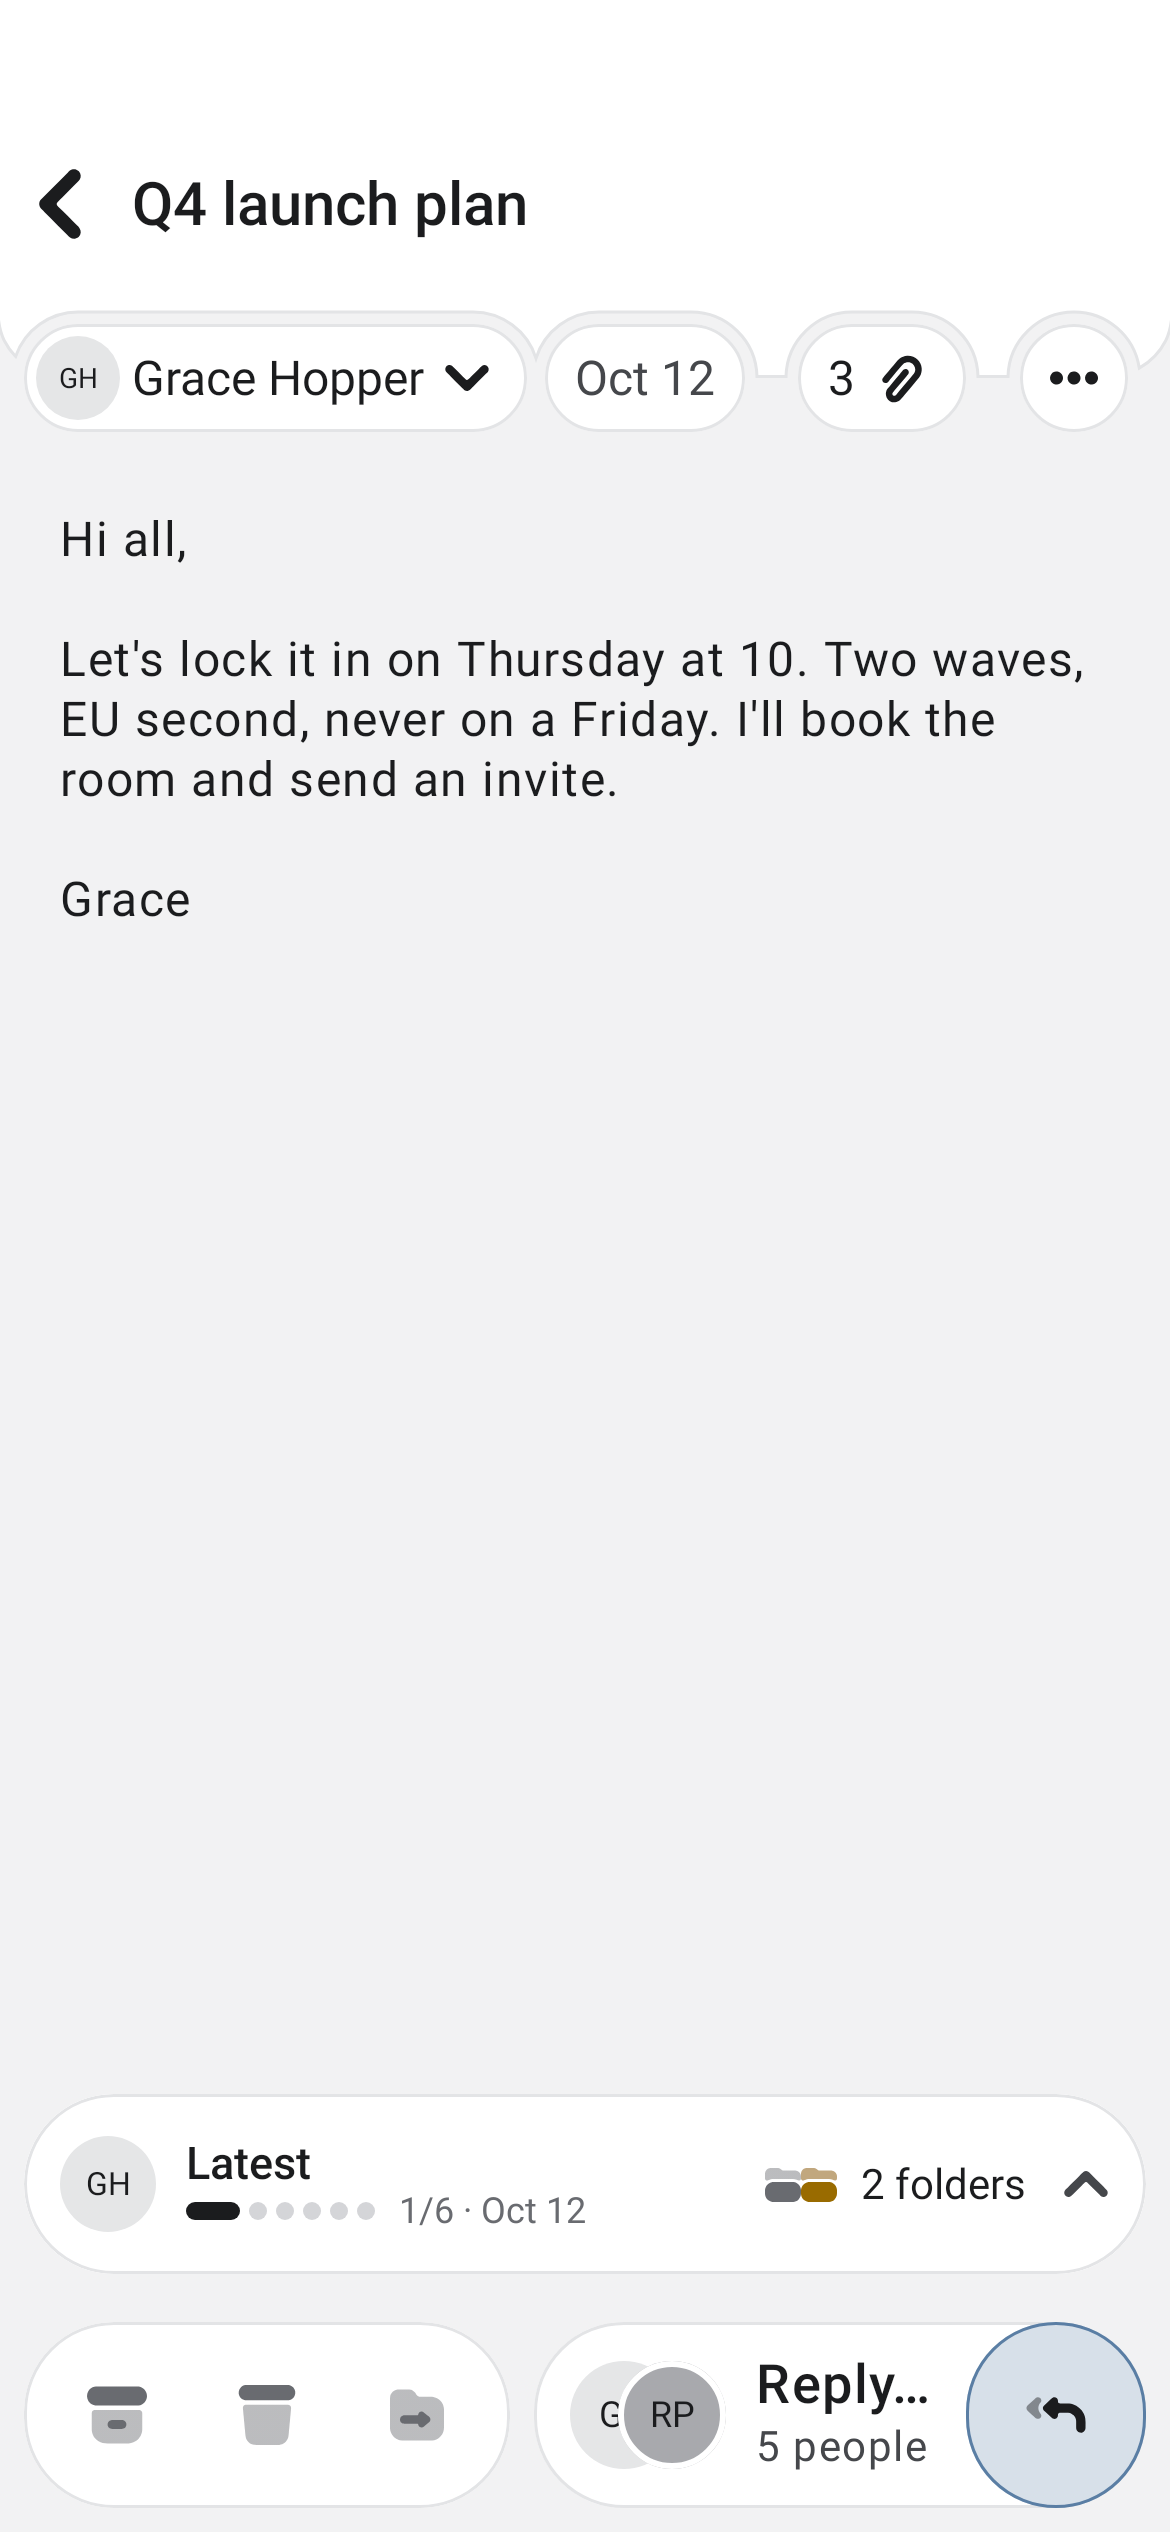 Q4 launch plan
GH Grace Hopper
Oct 12
3
Hi all,
Let's lock it in on Thursday at 10. Two waves,
EU second, never on a Friday. I'll book the
room and send an invite.
Grace
GH
Latest
1/6 · Oct 12
2 folders
G RP
Reply…
5 people